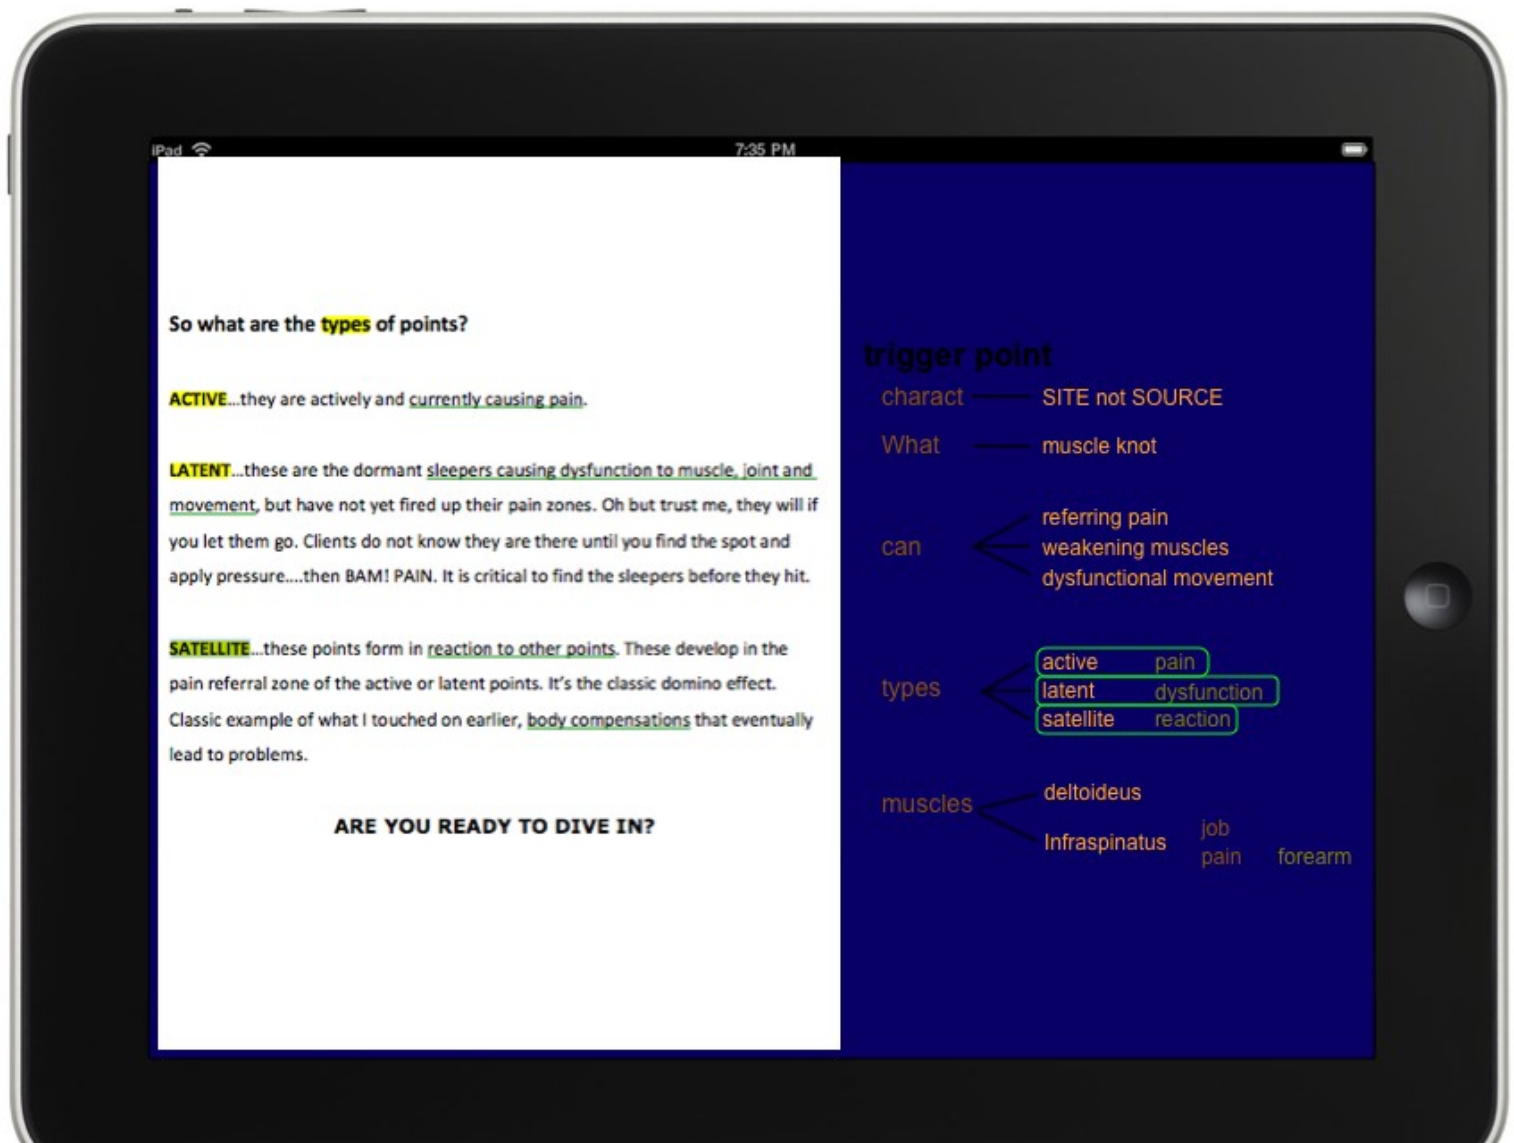 iPad
7:35 PM
So what are the types of points?
ACTIVE...they are actively and currently causing pain.
LATENT...these are the dormant sleepers causing dysfunction to muscle, joint and
movement, but have not yet fired up their pain zones. Oh but trust me, they will if
you let them go. Clients do not know they are there until you find the spot and
apply pressure....then BAM! PAIN. It is critical to find the sleepers before they hit.
SATELLITE...these points form in reaction to other points. These develop in the
pain referral zone of the active or latent points. It's the classic domino effect.
Classic example of what I touched on earlier, body compensations that eventually
lead to problems.
ARE YOU READY TO DIVE IN?
trigger point
charact SITE not SOURCE
What muscle knot
can
referring pain
weakening muscles
dysfunctional movement
types
active pain
latent dysfunction
satellite reaction
muscles
deltoideus
Infraspinatus
job
pain forearm